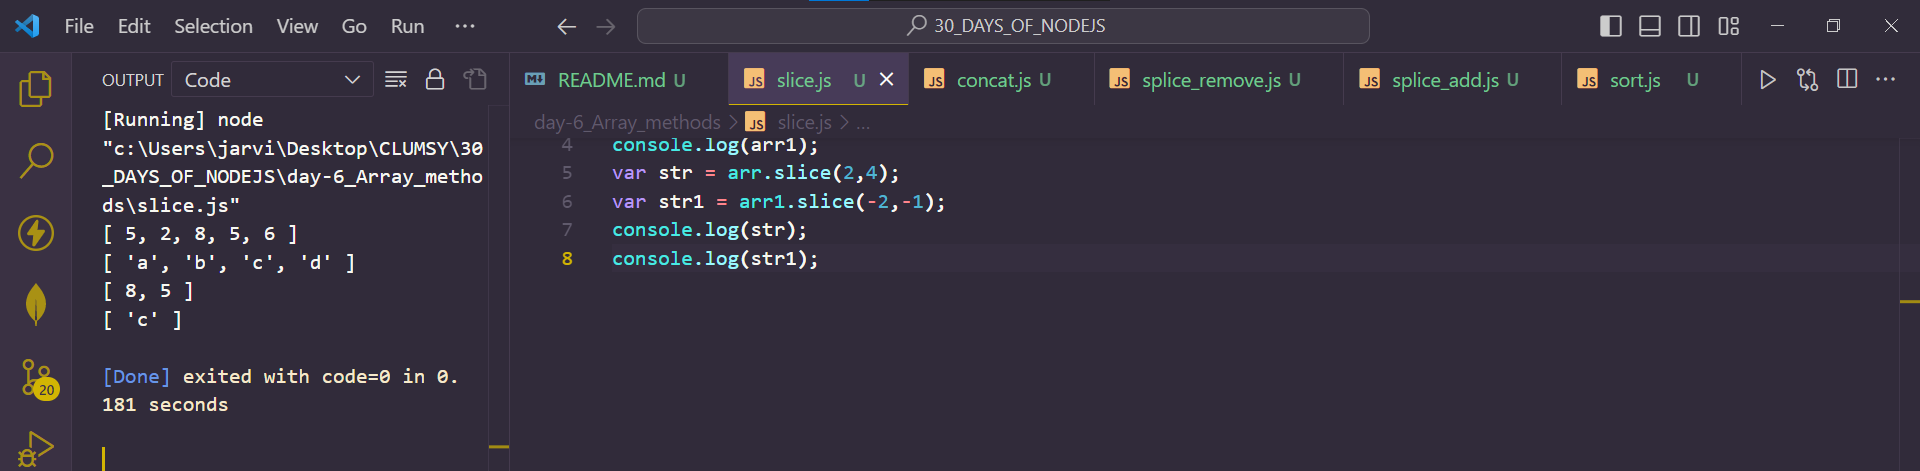 File Edit Selection View Go Run ···
30_DAYS_OF_NODEJS
OUTPUT Code
README.md U
slice.js U
concat.js U
splice_remove.js U
splice_add.js U
sort.js U
day-6_Array_methods > JS slice.js > ...
[Running] node
"c:\Users\jarvi\Desktop\CLUMSY\30
_DAYS_OF_NODEJS\day-6_Array_metho
ds\slice.js"
[ 5, 2, 8, 5, 6 ]
[ 'a', 'b', 'c', 'd' ]
[ 8, 5 ]
[ 'c' ]
[Done] exited with code=0 in 0.
181 seconds
20
4 console.log(arr1);
5 var str = arr.slice(2,4);
6 var str1 = arr1.slice(-2,-1);
7 console.log(str);
8 console.log(str1);